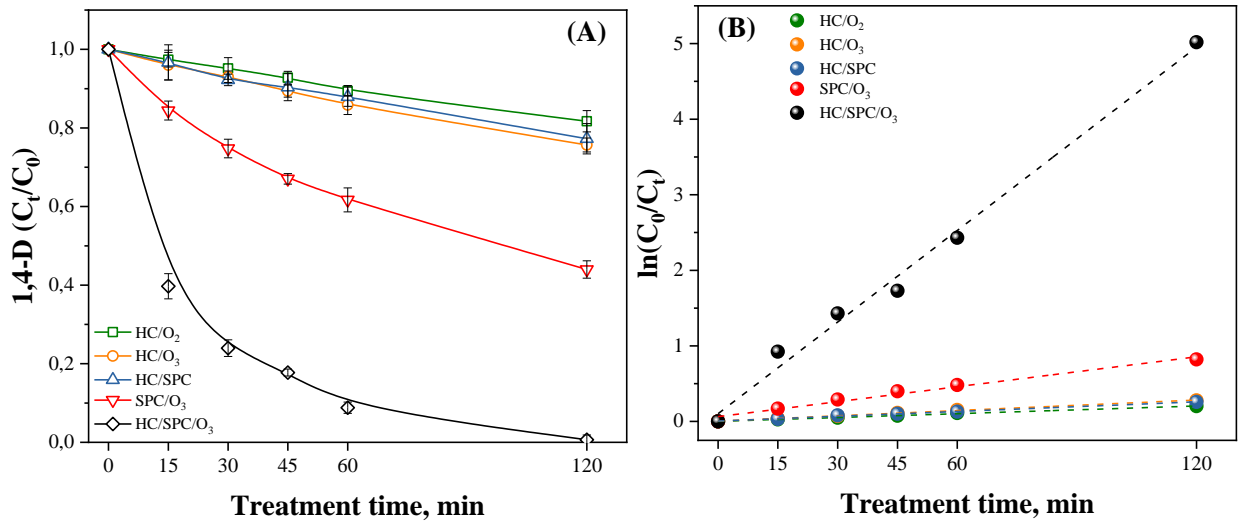 (A)
1,4-D (Cₜ/C₀)
1,0
0,8
0,6
0,4
0,2
0,0
HC/O₂
HC/O₃
HC/SPC
SPC/O₃
HC/SPC/O₃
0 15 30 45 60 120
Treatment time, min
(B)
ln(C₀/Cₜ)
5
4
3
2
1
0
HC/O₂
HC/O₃
HC/SPC
SPC/O₃
HC/SPC/O₃
0 15 30 45 60 120
Treatment time, min